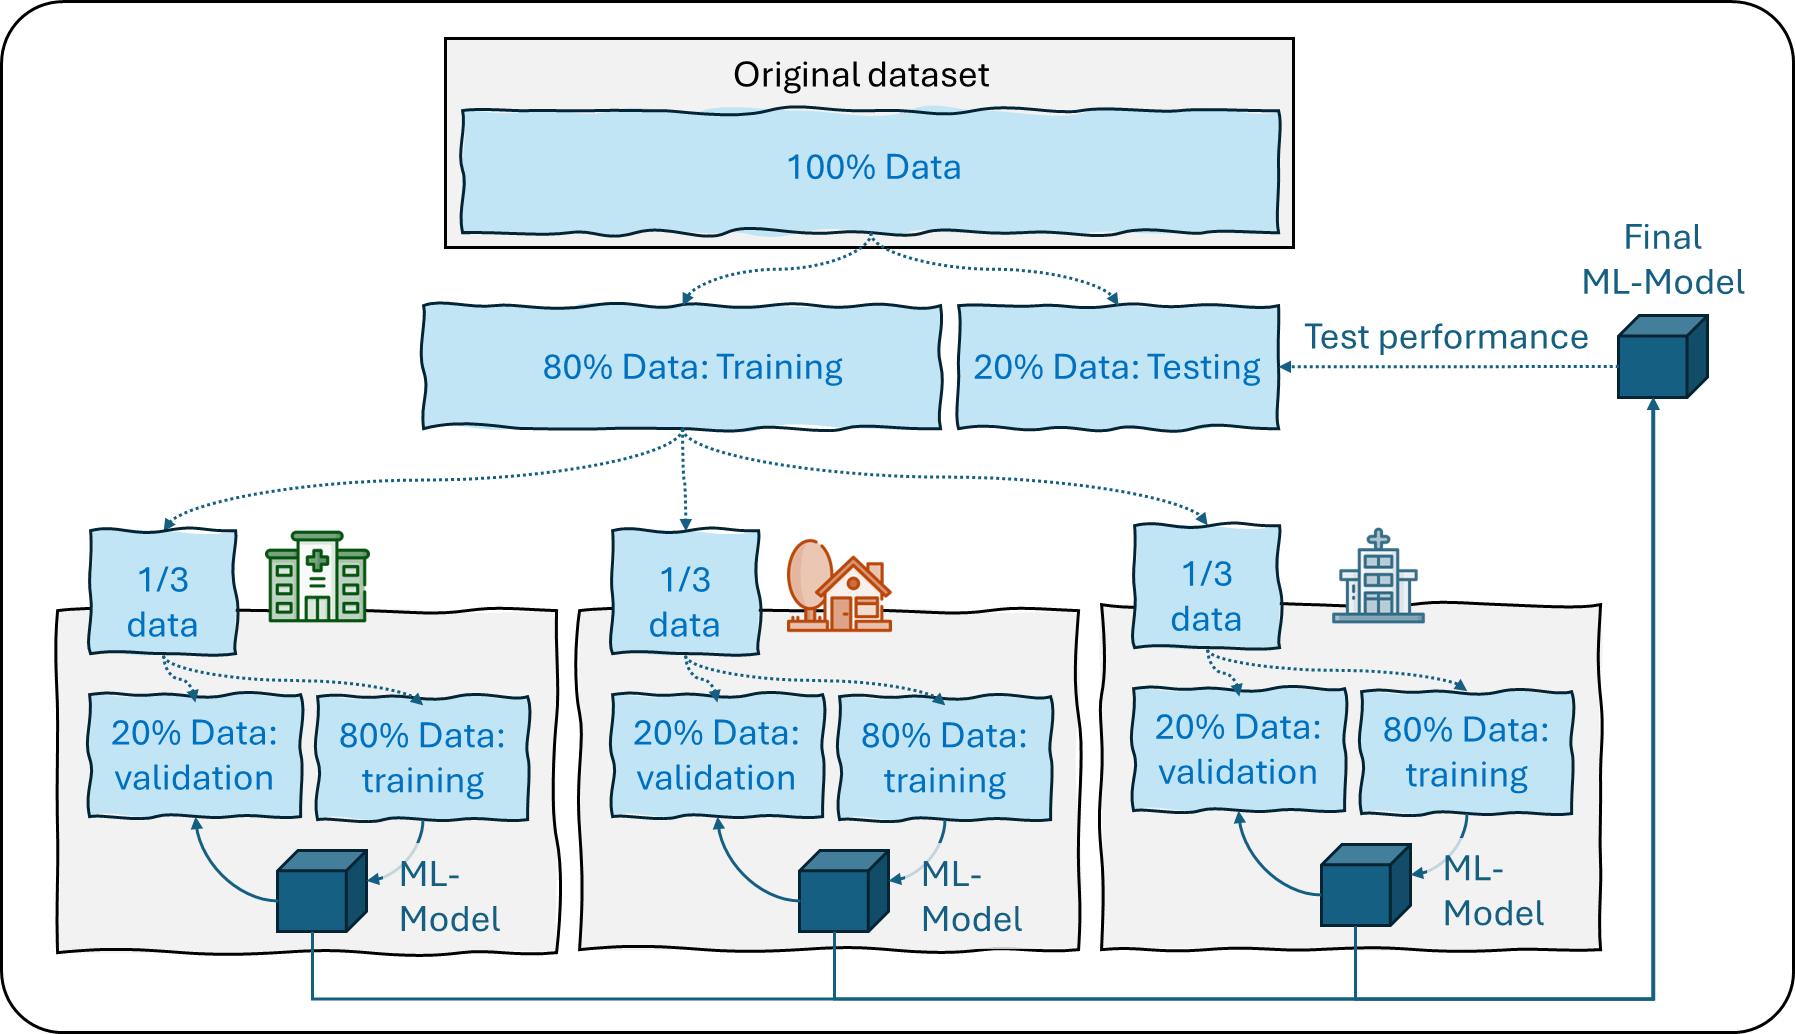 Original dataset
100% Data
Final
ML-Model
80% Data: Training
20% Data: Testing
Test performance
1/3
data
20% Data:
validation
80% Data:
training
ML-
Model
1/3
data
20% Data:
validation
80% Data:
training
ML-
Model
1/3
data
20% Data:
validation
80% Data:
training
ML-
Model